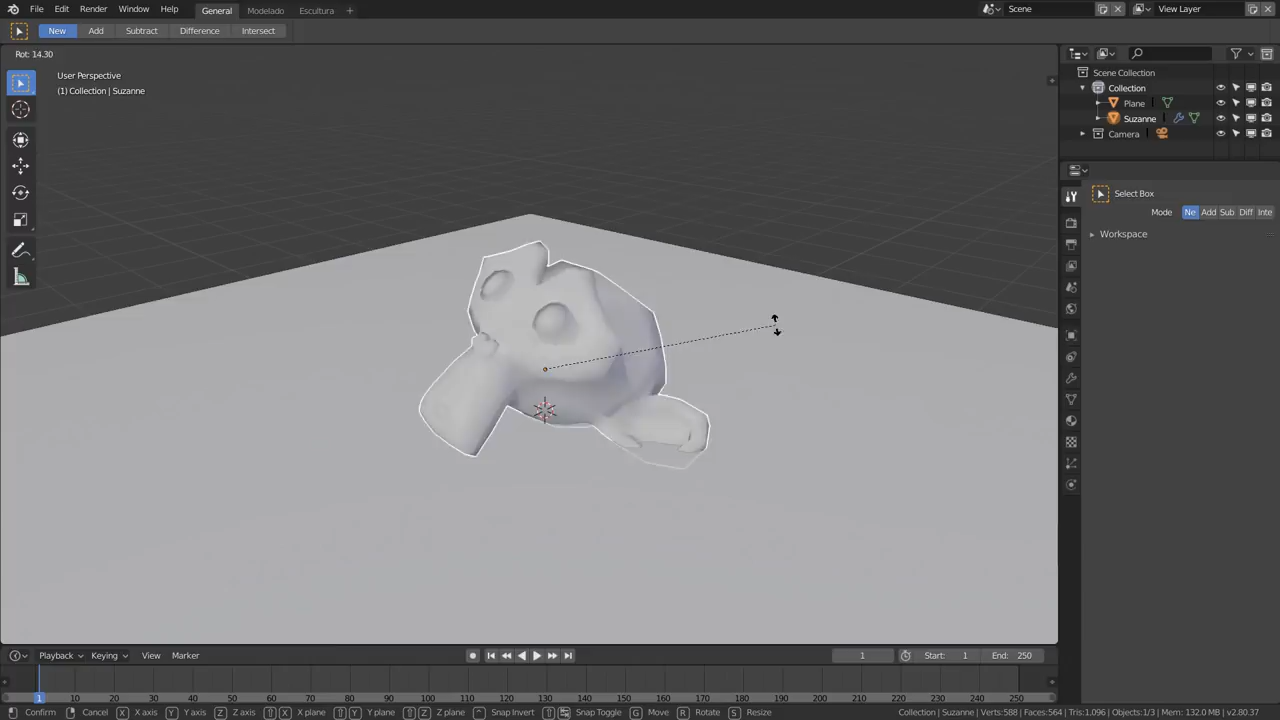 File Edit Render Window Help General Modelado Escultura + Scene View Layer
New Add Subtract Difference Intersect
Rot: 14.30
User Perspective
(1) Collection | Suzanne
Scene Collection
Collection
Plane
Suzanne
Camera
Select Box
Mode Ne Add Sub Diff Inte
Workspace
Playback Keying View Marker 1 Start: 1 End: 250
1 10 20 30 40 50 60 70 80 90 100 110 120 130 140 150 160 170 180 190 200 210 220 230 240 250
Confirm Cancel X X axis Y Y axis Z Z axis X X plane Y Y plane Z Z plane Snap Invert Snap Toggle G Move R Rotate S Resize Collection | Suzanne | Verts:588 | Faces:564 | Tris:1,096 | Objects:1/3 | Mem: 132.0 MB | v2.80.37